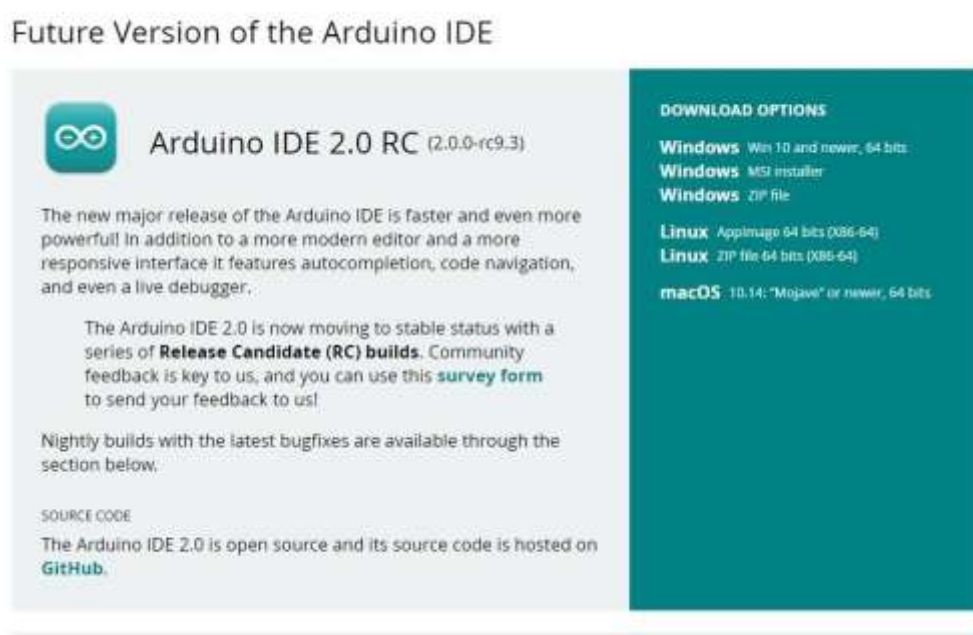 Future Version of the Arduino IDE
Arduino IDE 2.0 RC (2.0.0-rc9.3)
The new major release of the Arduino IDE is faster and even more
powerful! In addition to a more modern editor and a more
responsive interface it features autocompletion, code navigation,
and even a live debugger.
The Arduino IDE 2.0 is now moving to stable status with a
series of Release Candidate (RC) builds. Community
feedback is key to us, and you can use this survey form
to send your feedback to us!
Nightly builds with the latest bugfixes are available through the
section below.
SOURCE CODE
The Arduino IDE 2.0 is open source and its source code is hosted on
GitHub.
DOWNLOAD OPTIONS
Windows Win 10 and newer, 64 bits
Windows MSI installer
Windows ZIP file
Linux AppImage 64 bits (X86-64)
Linux ZIP file 64 bits (X86-64)
macOS 10.14: "Mojave" or newer, 64 bits